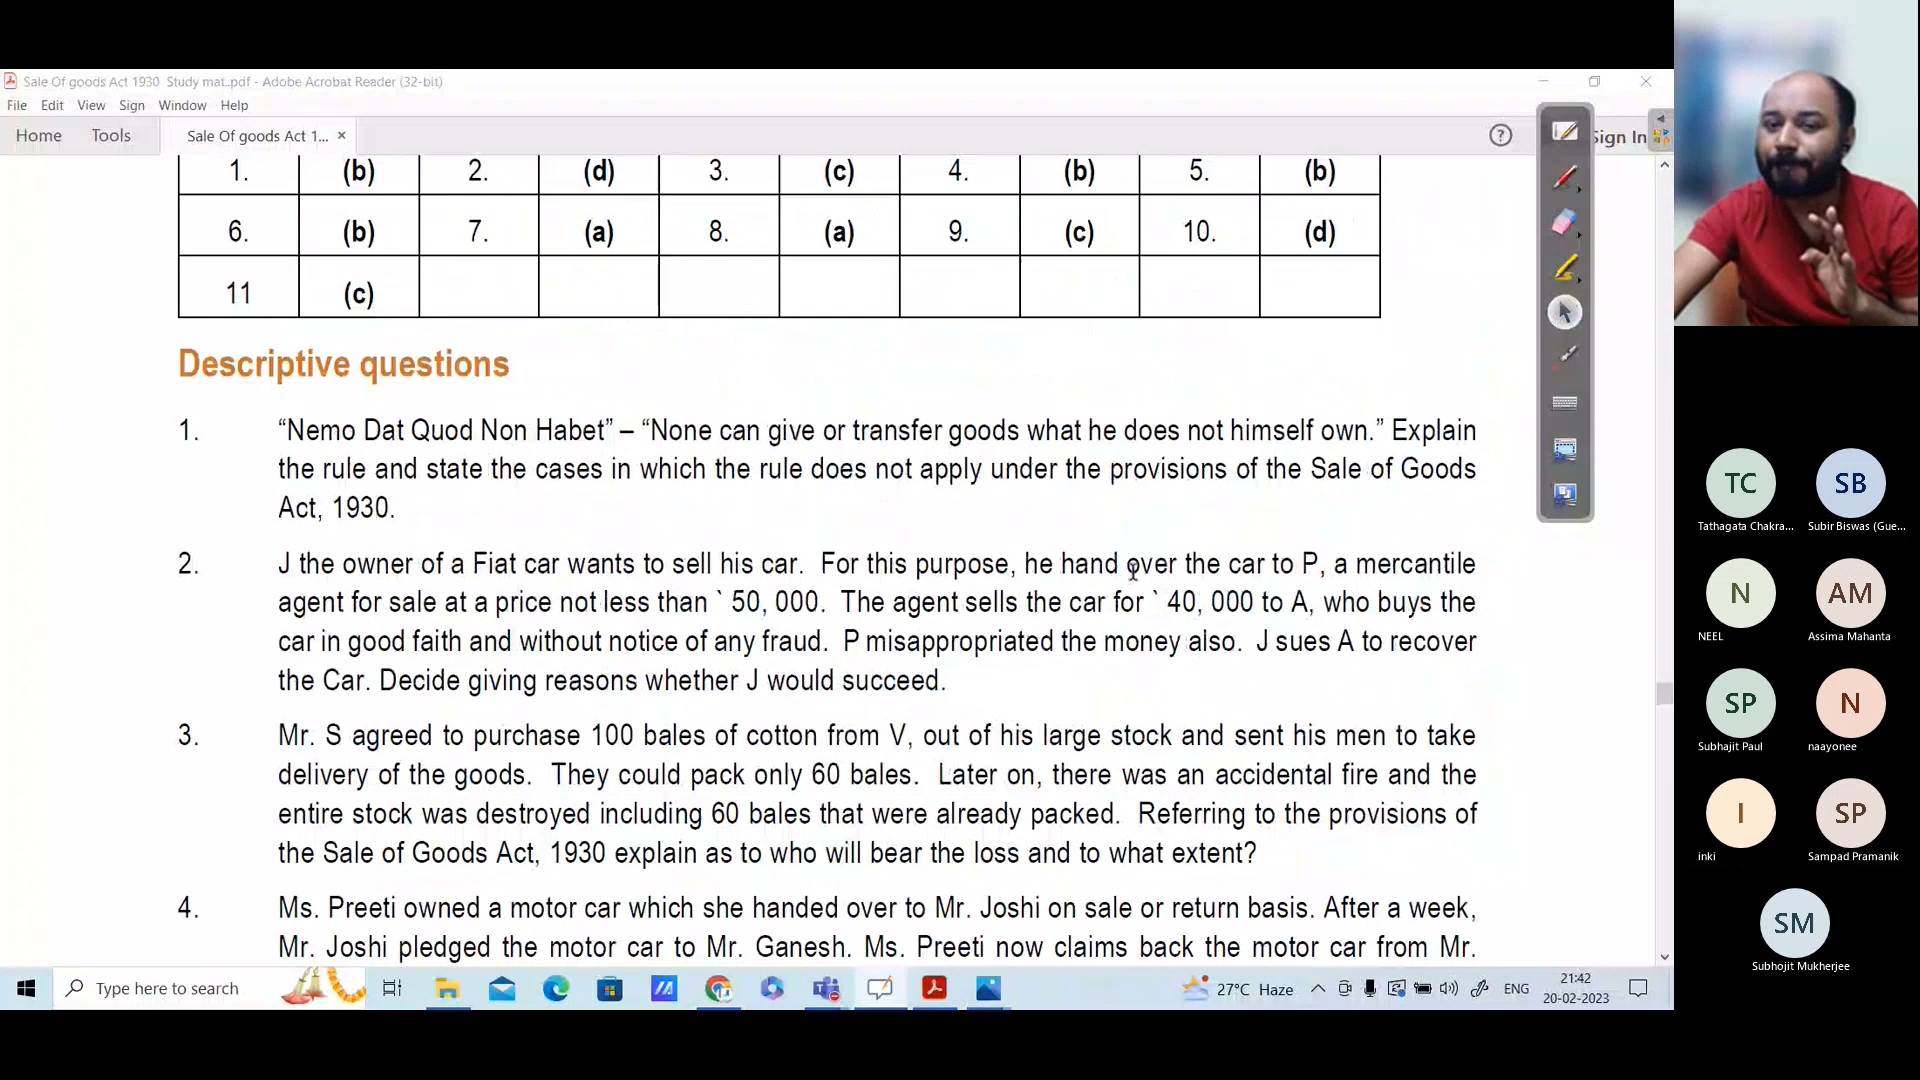 Sale Of goods Act 1930 Study mat..pdf - Adobe Acrobat Reader (32-bit)
File Edit View Sign Window Help
Home Tools Sale Of goods Act 1... × ? Sign In
1. (b) 2. (d) 3. (c) 4. (b) 5. (b)
6. (b) 7. (a) 8. (a) 9. (c) 10. (d)
11 (c)
Descriptive questions
1. “Nemo Dat Quod Non Habet” – “None can give or transfer goods what he does not himself own.” Explain
the rule and state the cases in which the rule does not apply under the provisions of the Sale of Goods
Act, 1930.
2. J the owner of a Fiat car wants to sell his car. For this purpose, he hand over the car to P, a mercantile
agent for sale at a price not less than ` 50, 000. The agent sells the car for ` 40, 000 to A, who buys the
car in good faith and without notice of any fraud. P misappropriated the money also. J sues A to recover
the Car. Decide giving reasons whether J would succeed.
3. Mr. S agreed to purchase 100 bales of cotton from V, out of his large stock and sent his men to take
delivery of the goods. They could pack only 60 bales. Later on, there was an accidental fire and the
entire stock was destroyed including 60 bales that were already packed. Referring to the provisions of
the Sale of Goods Act, 1930 explain as to who will bear the loss and to what extent?
4. Ms. Preeti owned a motor car which she handed over to Mr. Joshi on sale or return basis. After a week,
Mr. Joshi pledged the motor car to Mr. Ganesh. Ms. Preeti now claims back the motor car from Mr.
Type here to search
27°C Haze
ENG
21:42
20-02-2023
TC SB
Tathagata Chakra... Subir Biswas (Gue...
N AM
NEEL Assima Mahanta
SP N
Subhajit Paul naayonee
I SP
inki Sampad Pramanik
SM
Subhojit Mukherjee